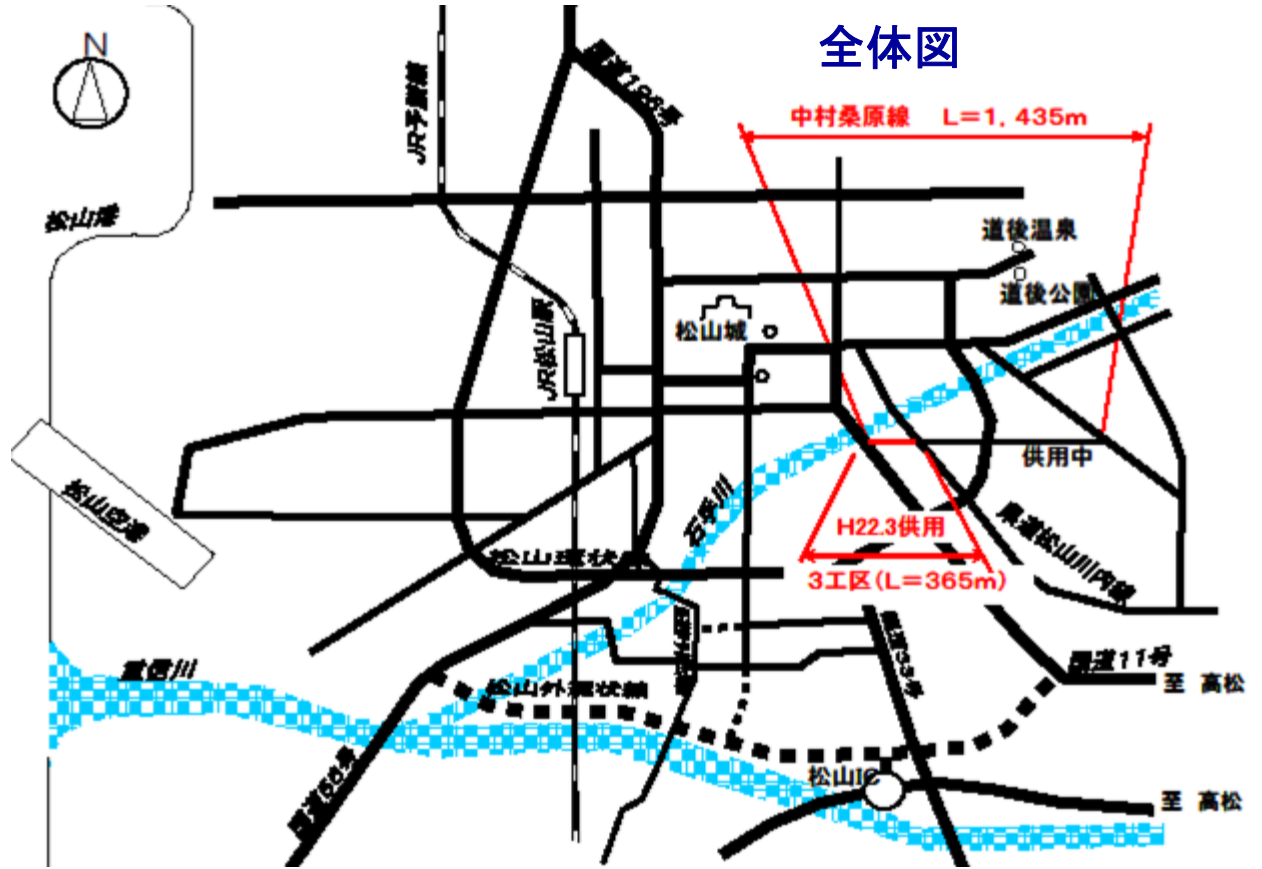 全体図
N
国道196号
JR予讃線
中村桑原線 L=1,435m
松山港
道後温泉
道後公園
松山城
JR松山駅
供用中
松山空港
石手川
H22.3供用
3工区(L=365m)
県道松山川内線
松山環状線
国道33号
国道11号
至 高松
重信川
松山外環状線
松山IC
国道56号
至 高松